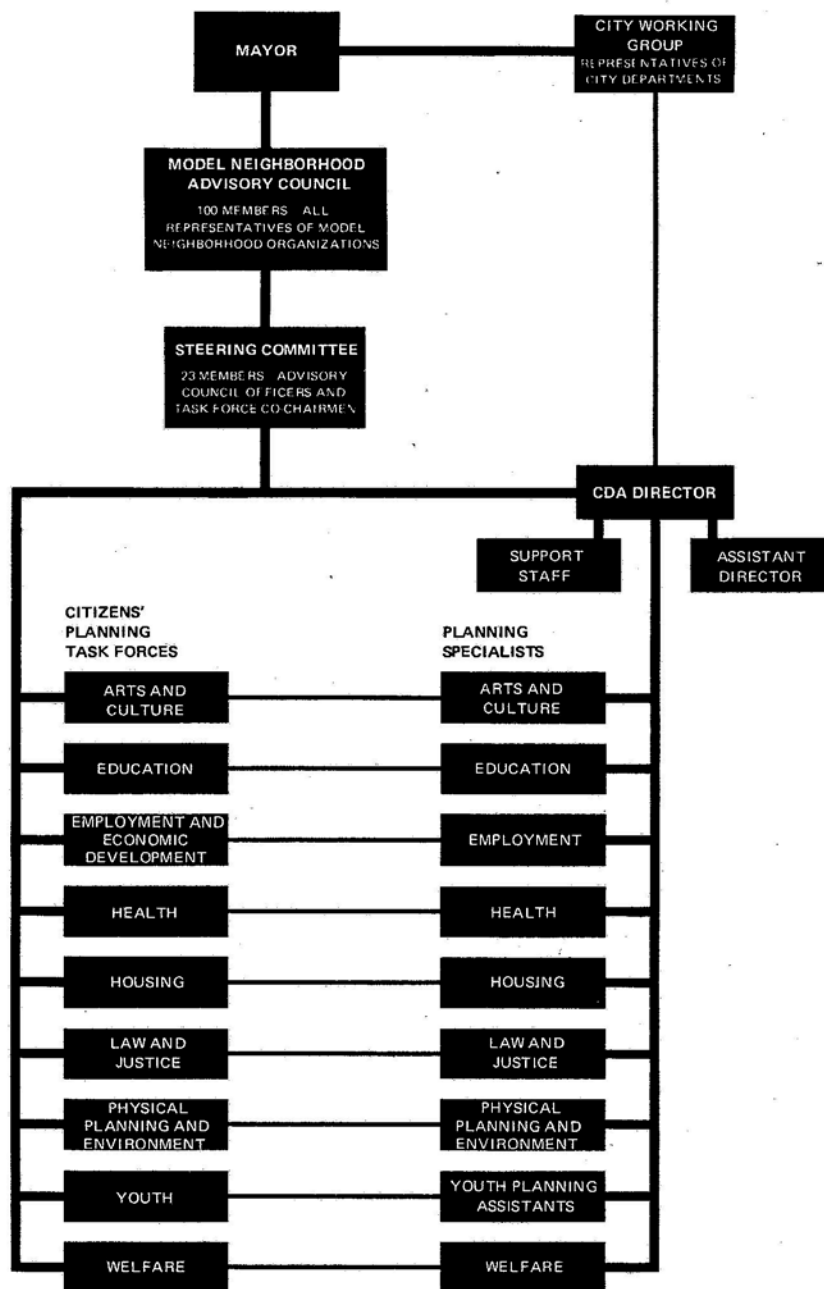 MAYOR
CITY WORKING
GROUP
REPRESENTATIVES OF
CITY DEPARTMENTS
MODEL NEIGHBORHOOD
ADVISORY COUNCIL
100 MEMBERS ALL
REPRESENTATIVES OF MODEL
NEIGHBORHOOD ORGANIZATIONS
STEERING COMMITTEE
23 MEMBERS ADVISORY
COUNCIL OFFICERS AND
TASK FORCE CO-CHAIRMEN
CDA DIRECTOR
SUPPORT
STAFF
ASSISTANT
DIRECTOR
CITIZENS'
PLANNING
TASK FORCES
PLANNING
SPECIALISTS
ARTS AND
CULTURE
ARTS AND
CULTURE
EDUCATION
EDUCATION
EMPLOYMENT AND
ECONOMIC
DEVELOPMENT
EMPLOYMENT
HEALTH
HEALTH
HOUSING
HOUSING
LAW AND
JUSTICE
LAW AND
JUSTICE
PHYSICAL
PLANNING AND
ENVIRONMENT
PHYSICAL
PLANNING AND
ENVIRONMENT
YOUTH
YOUTH PLANNING
ASSISTANTS
WELFARE
WELFARE